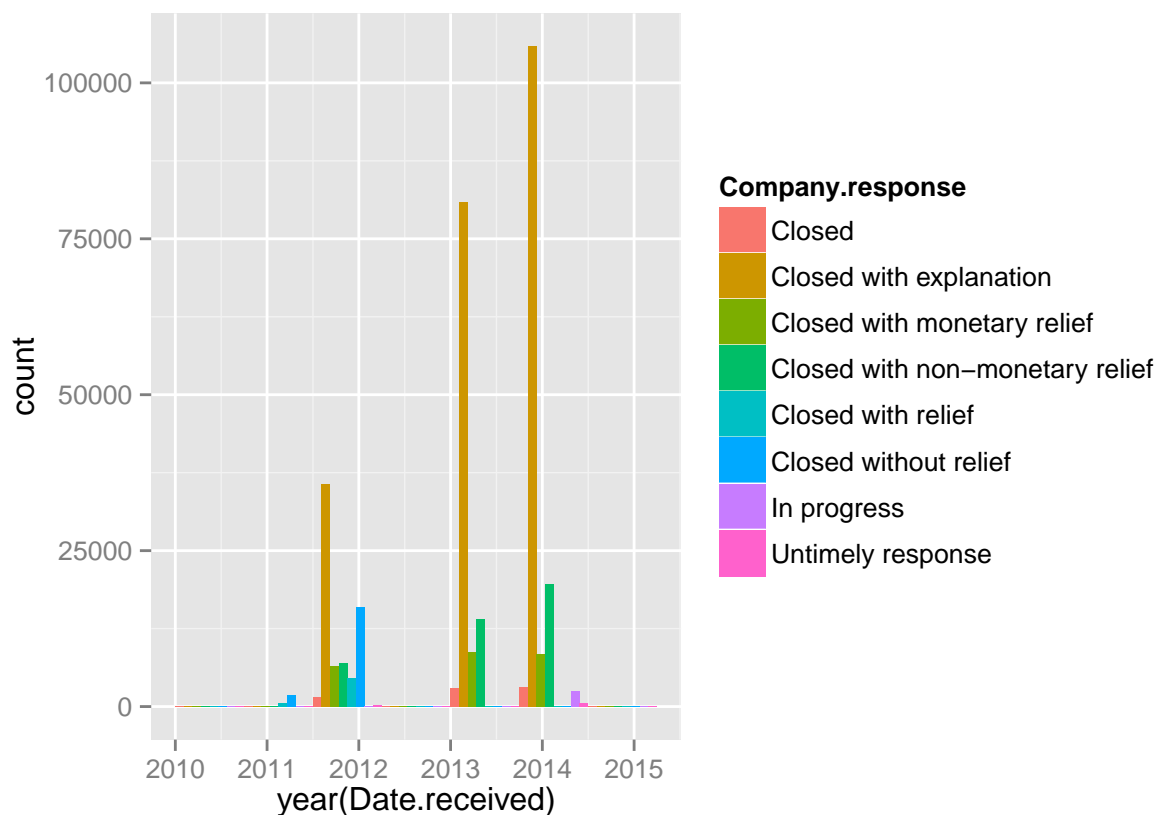 100000
75000
50000
25000
0
count
2010 2011 2012 2013 2014 2015
year(Date.received)
Company.response
Closed
Closed with explanation
Closed with monetary relief
Closed with non−monetary relief
Closed with relief
Closed without relief
In progress
Untimely response